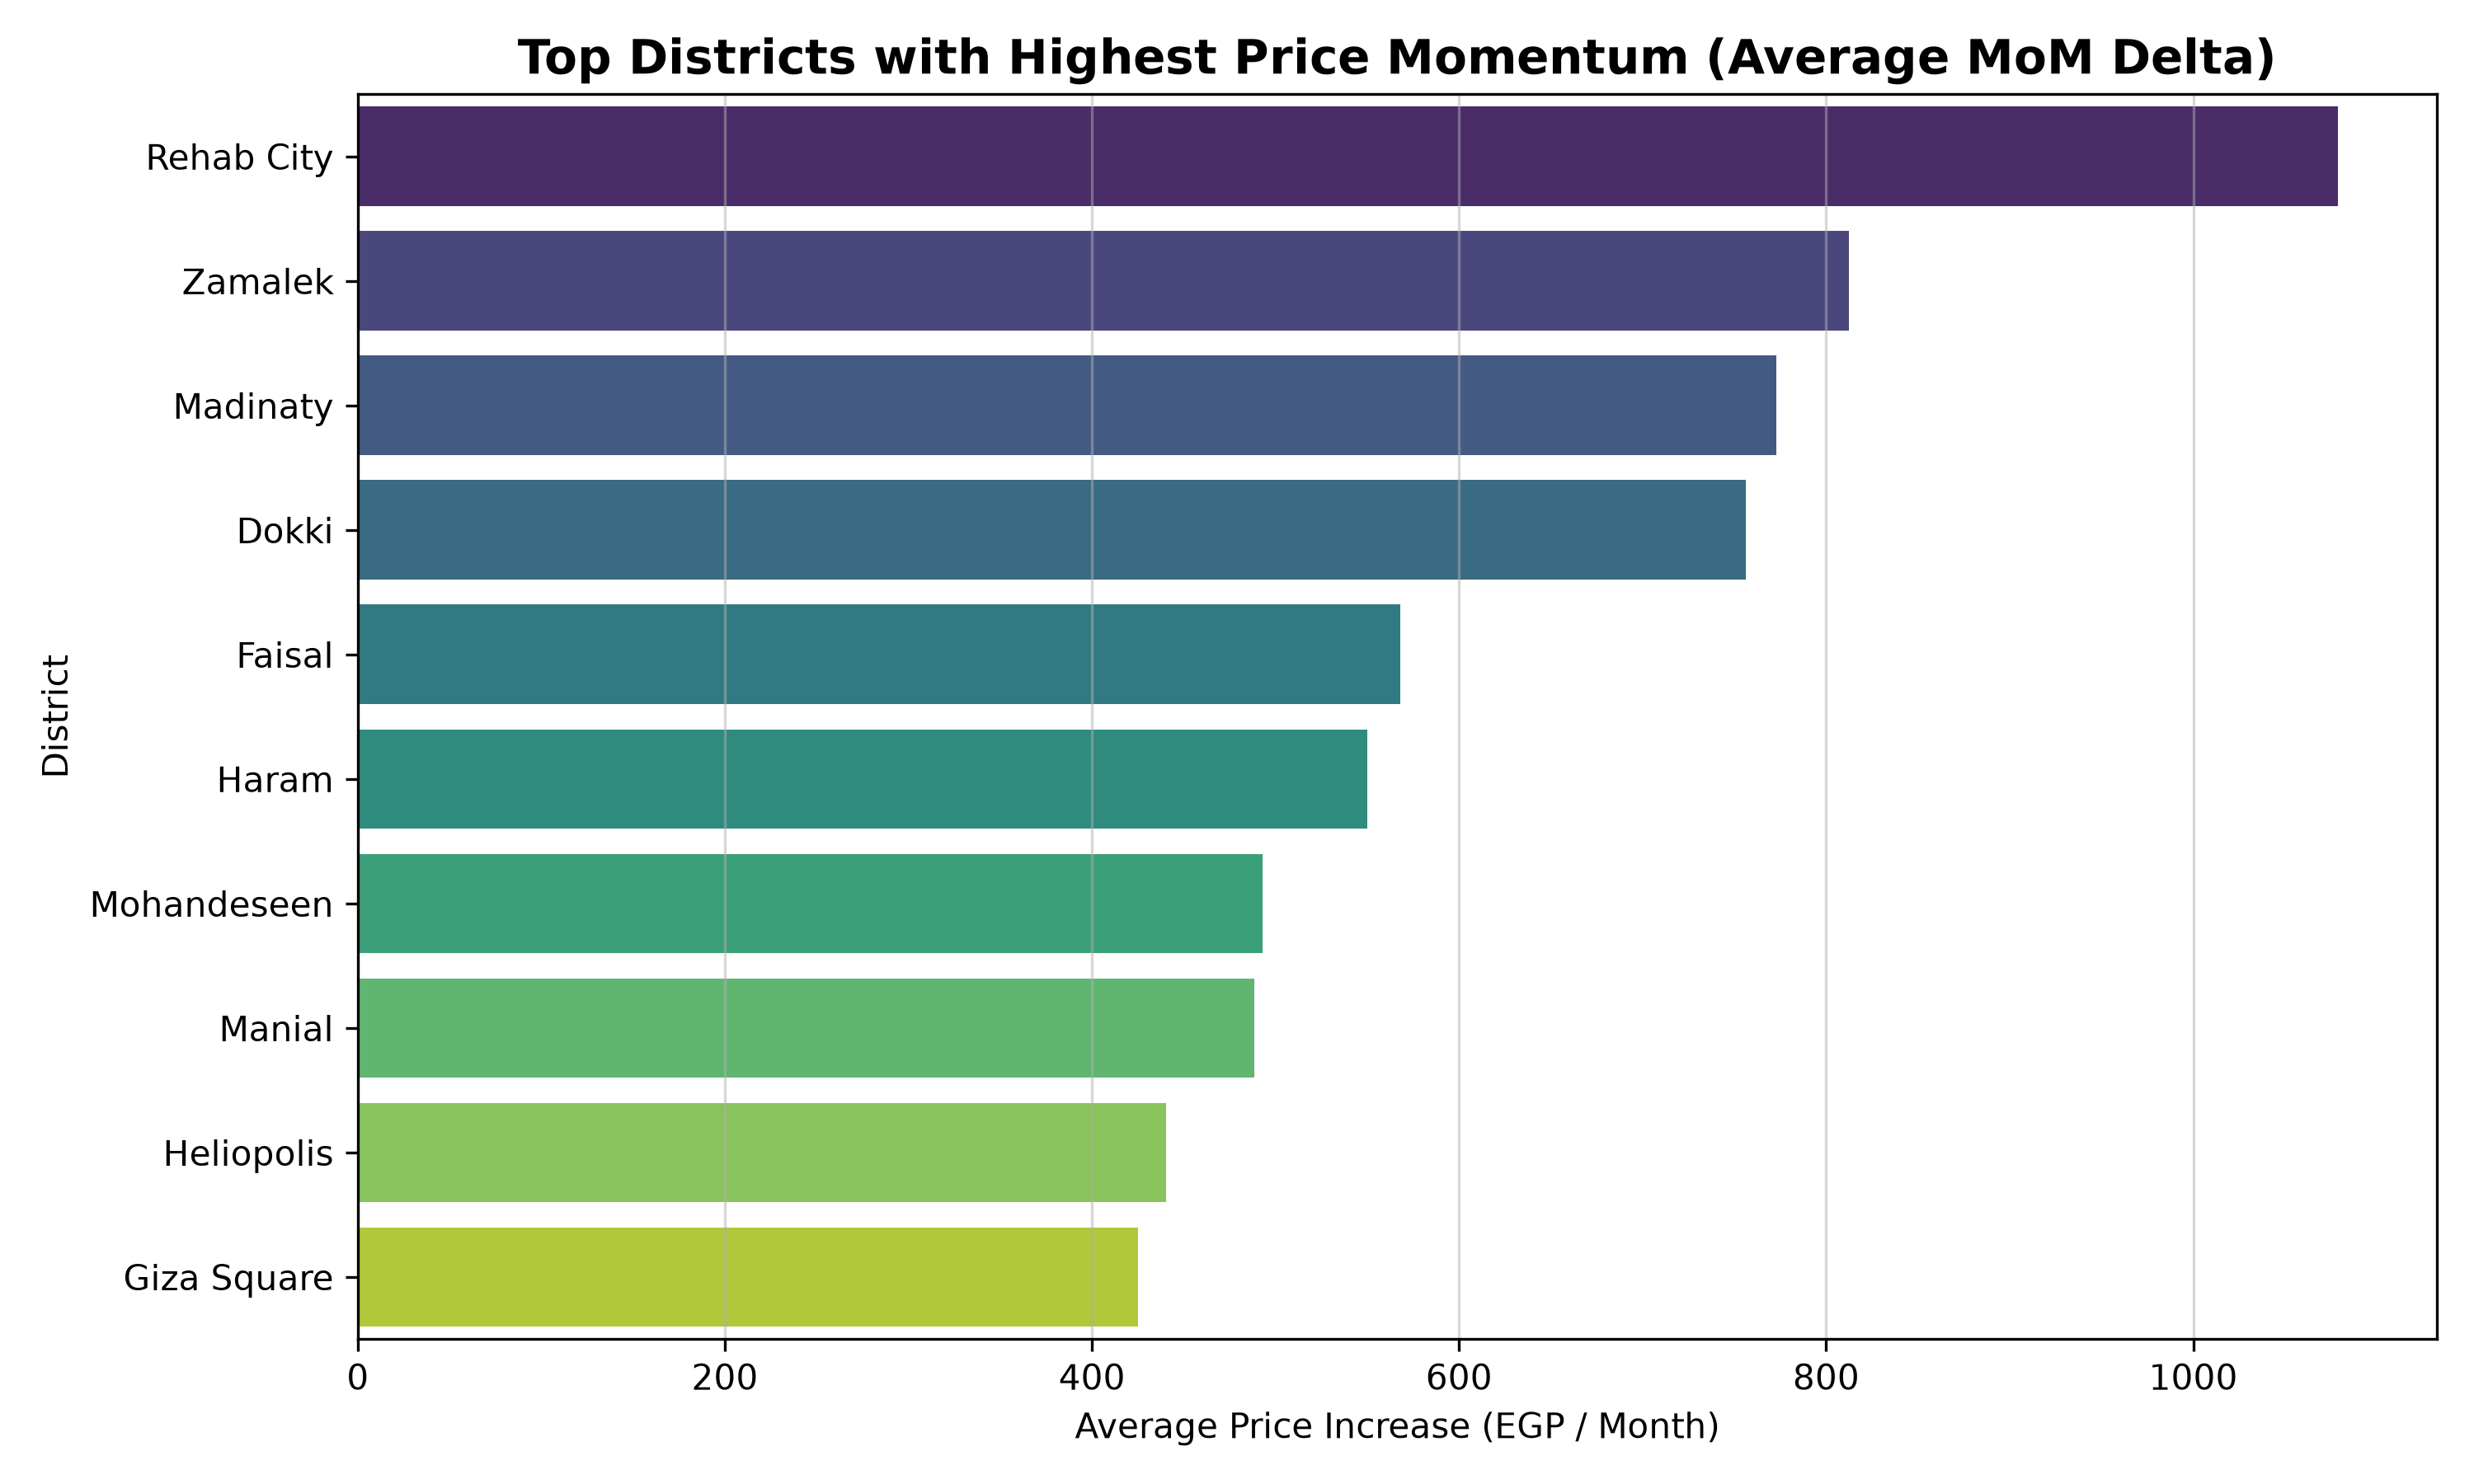 Top Districts with Highest Price Momentum (Average MoM Delta)
Rehab City
Zamalek
Madinaty
Dokki
Faisal
Haram
Mohandeseen
Manial
Heliopolis
Giza Square
District
0 200 400 600 800 1000
Average Price Increase (EGP / Month)